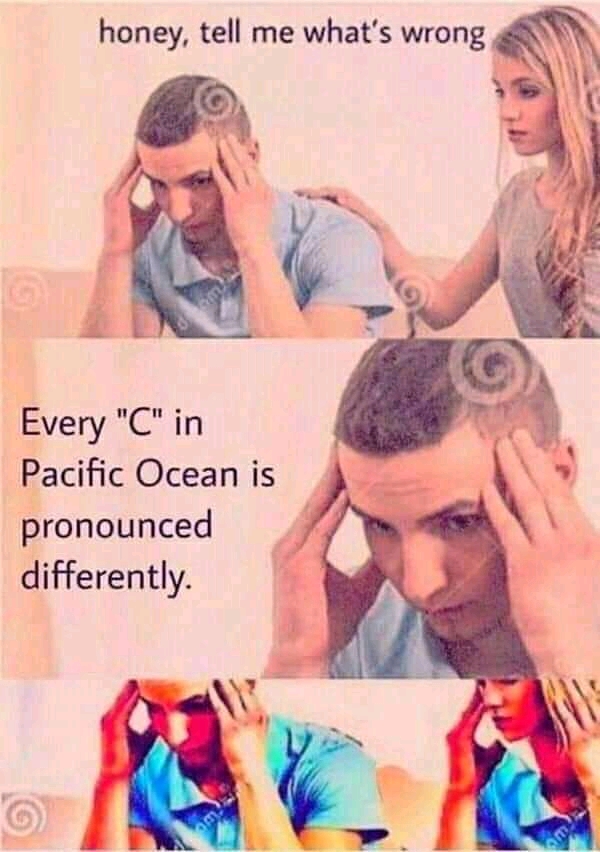 honey, tell me what's wrong
Every "C" in
Pacific Ocean is
pronounced
differently.